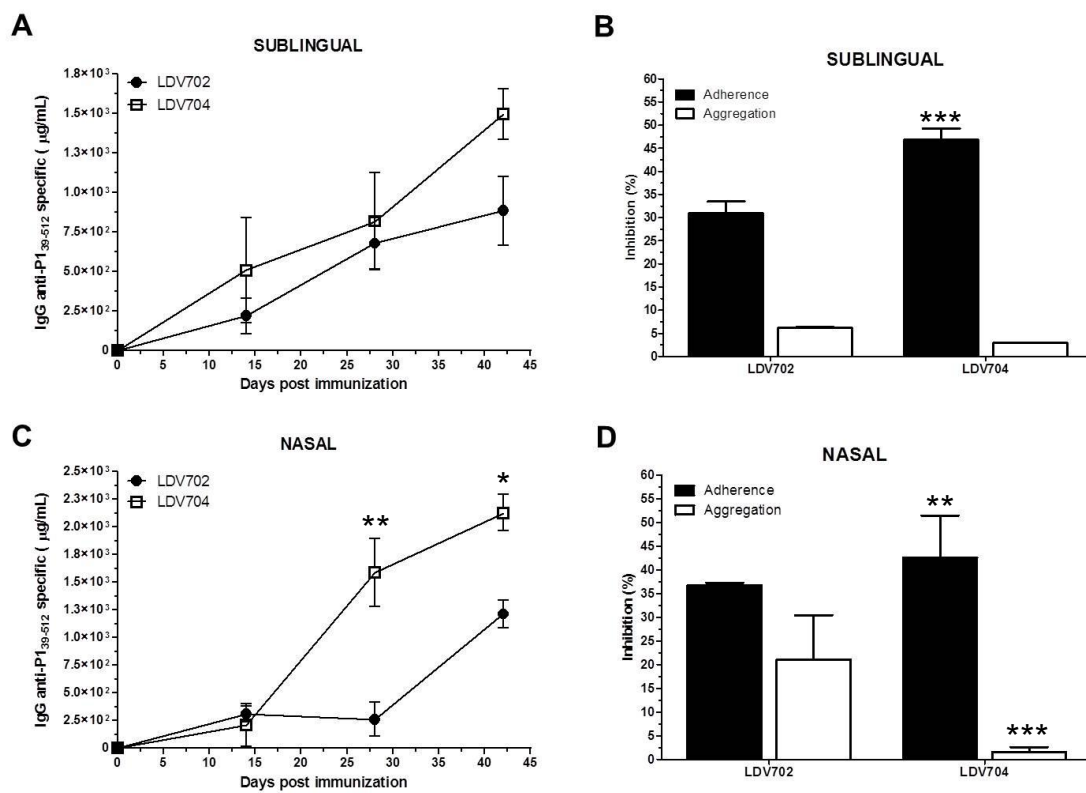 A
SUBLINGUAL
LDV702
LDV704
IgG anti-P1₃₉₋₅₁₂ specific ( µg/mL)
1.8×10³
1.5×10³
1.3×10³
1.0×10³
7.5×10²
5.0×10²
2.5×10²
0
0 5 10 15 20 25 30 35 40 45
Days post immunization
B
SUBLINGUAL
Adherence
Aggregation
***
Inhibition (%)
60
55
50
45
40
35
30
25
20
15
10
5
0
LDV702 LDV704
C
NASAL
LDV702
LDV704
*
**
IgG anti-P1₃₉₋₅₁₂ specific ( µg/mL)
2.5×10³
2.3×10³
2.0×10³
1.8×10³
1.5×10³
1.3×10³
1.0×10³
7.5×10²
5.0×10²
2.5×10²
0
0 5 10 15 20 25 30 35 40 45
Days post immunization
D
NASAL
Adherence
Aggregation
**
***
Inhibition (%)
60
55
50
45
40
35
30
25
20
15
10
5
0
LDV702 LDV704